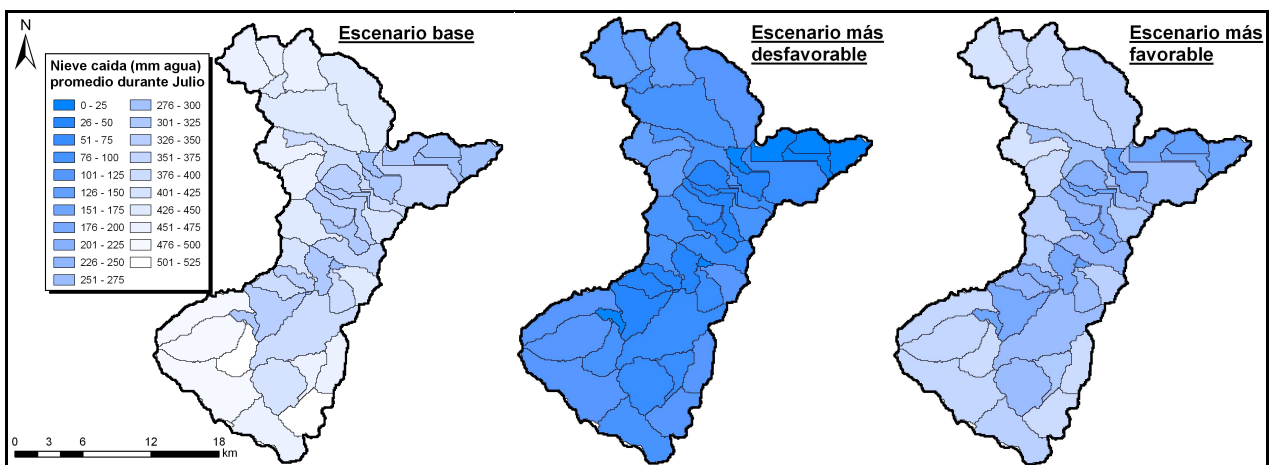 N
Escenario base
Escenario más
desfavorable
Escenario más
favorable
Nieve caida (mm agua)
promedio durante Julio
0 - 25
26 - 50
51 - 75
76 - 100
101 - 125
126 - 150
151 - 175
176 - 200
201 - 225
226 - 250
251 - 275
276 - 300
301 - 325
326 - 350
351 - 375
376 - 400
401 - 425
426 - 450
451 - 475
476 - 500
501 - 525
0 3 6 12 18
km